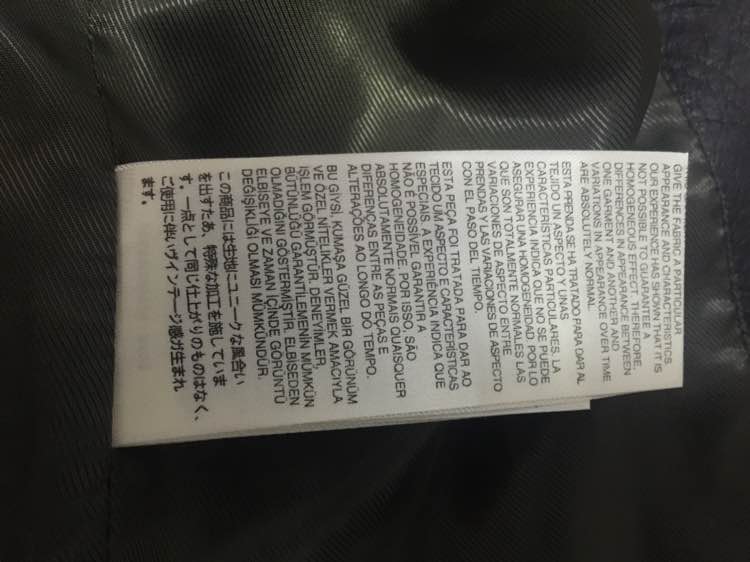 GIVE THE FABRIC A PARTICULAR
APPEARANCE AND CHARACTERISTICS.
OUR EXPERIENCE HAS SHOWN THAT IT IS
NOT POSSIBLE TO GUARANTEE A
HOMOGENEOUS EFFECT. THEREFORE,
DIFERENCES IN APPEARANCE BETWEEN
ONE GARMENT AND ANOTHER AND
VARIATIONS IN APPEARANCE OVER TIME
ARE ABSOLUTELY NORMAL.
ESTA PRENDA SE HA TRATADO PARA DAR AL
TEJIDO UN ASPECTO Y UNAS
CARACTERÍSTICAS PARTICULARES. LA
EXPERIENCIA INDICA QUE NO SE PUEDE
ASEGURAR UNA HOMOGENEIDAD, POR LO
QUE SON TOTALMENTE NORMALES LAS
VARIACIONES DE ASPECTO ENTRE
PRENDAS Y LAS VARIACIONES DE ASPECTO
CON EL PASO DEL TIEMPO.
ESTA PEÇA FOI TRATADA PARA DAR AO
TECIDO UM ASPECTO E CARACTERÍSTICAS
ESPECIAIS. A EXPERIÊNCIA INDICA QUE
NÃO É POSSÍVEL GARANTIR A
HOMOGENEIDADE, POR ISSO, SÃO
ABSOLUTAMENTE NORMAIS QUAISQUER
DIFERENÇAS ENTRE AS PEÇAS E
ALTERAÇÕES AO LONGO DO TEMPO.
BU GİYSİ, KUMAŞA GÜZEL BİR GÖRÜNÜM
VE ÖZEL NİTELİKLER VERMEK AMACIYLA
İŞLEM GÖRMÜŞTÜR. DENEYİMLER,
BÜTÜNLÜĞÜ GARANTİLEMENİN MÜMKÜN
OLMADIĞINI GÖSTERMİŞTİR. ELBİSEDEN
ELBİSEYE VE ZAMAN İÇİNDE GÖRÜNTÜ
DEĞİŞİKLİĞİ OLMASI MÜMKÜNDÜR.
この商品には生地にユニークな風合い
を出すたあ、特殊な加工を施していま
す。一点として同じ仕上がりのものはなく、
ご使用に伴いヴィンテージ感が生まれ
ます。